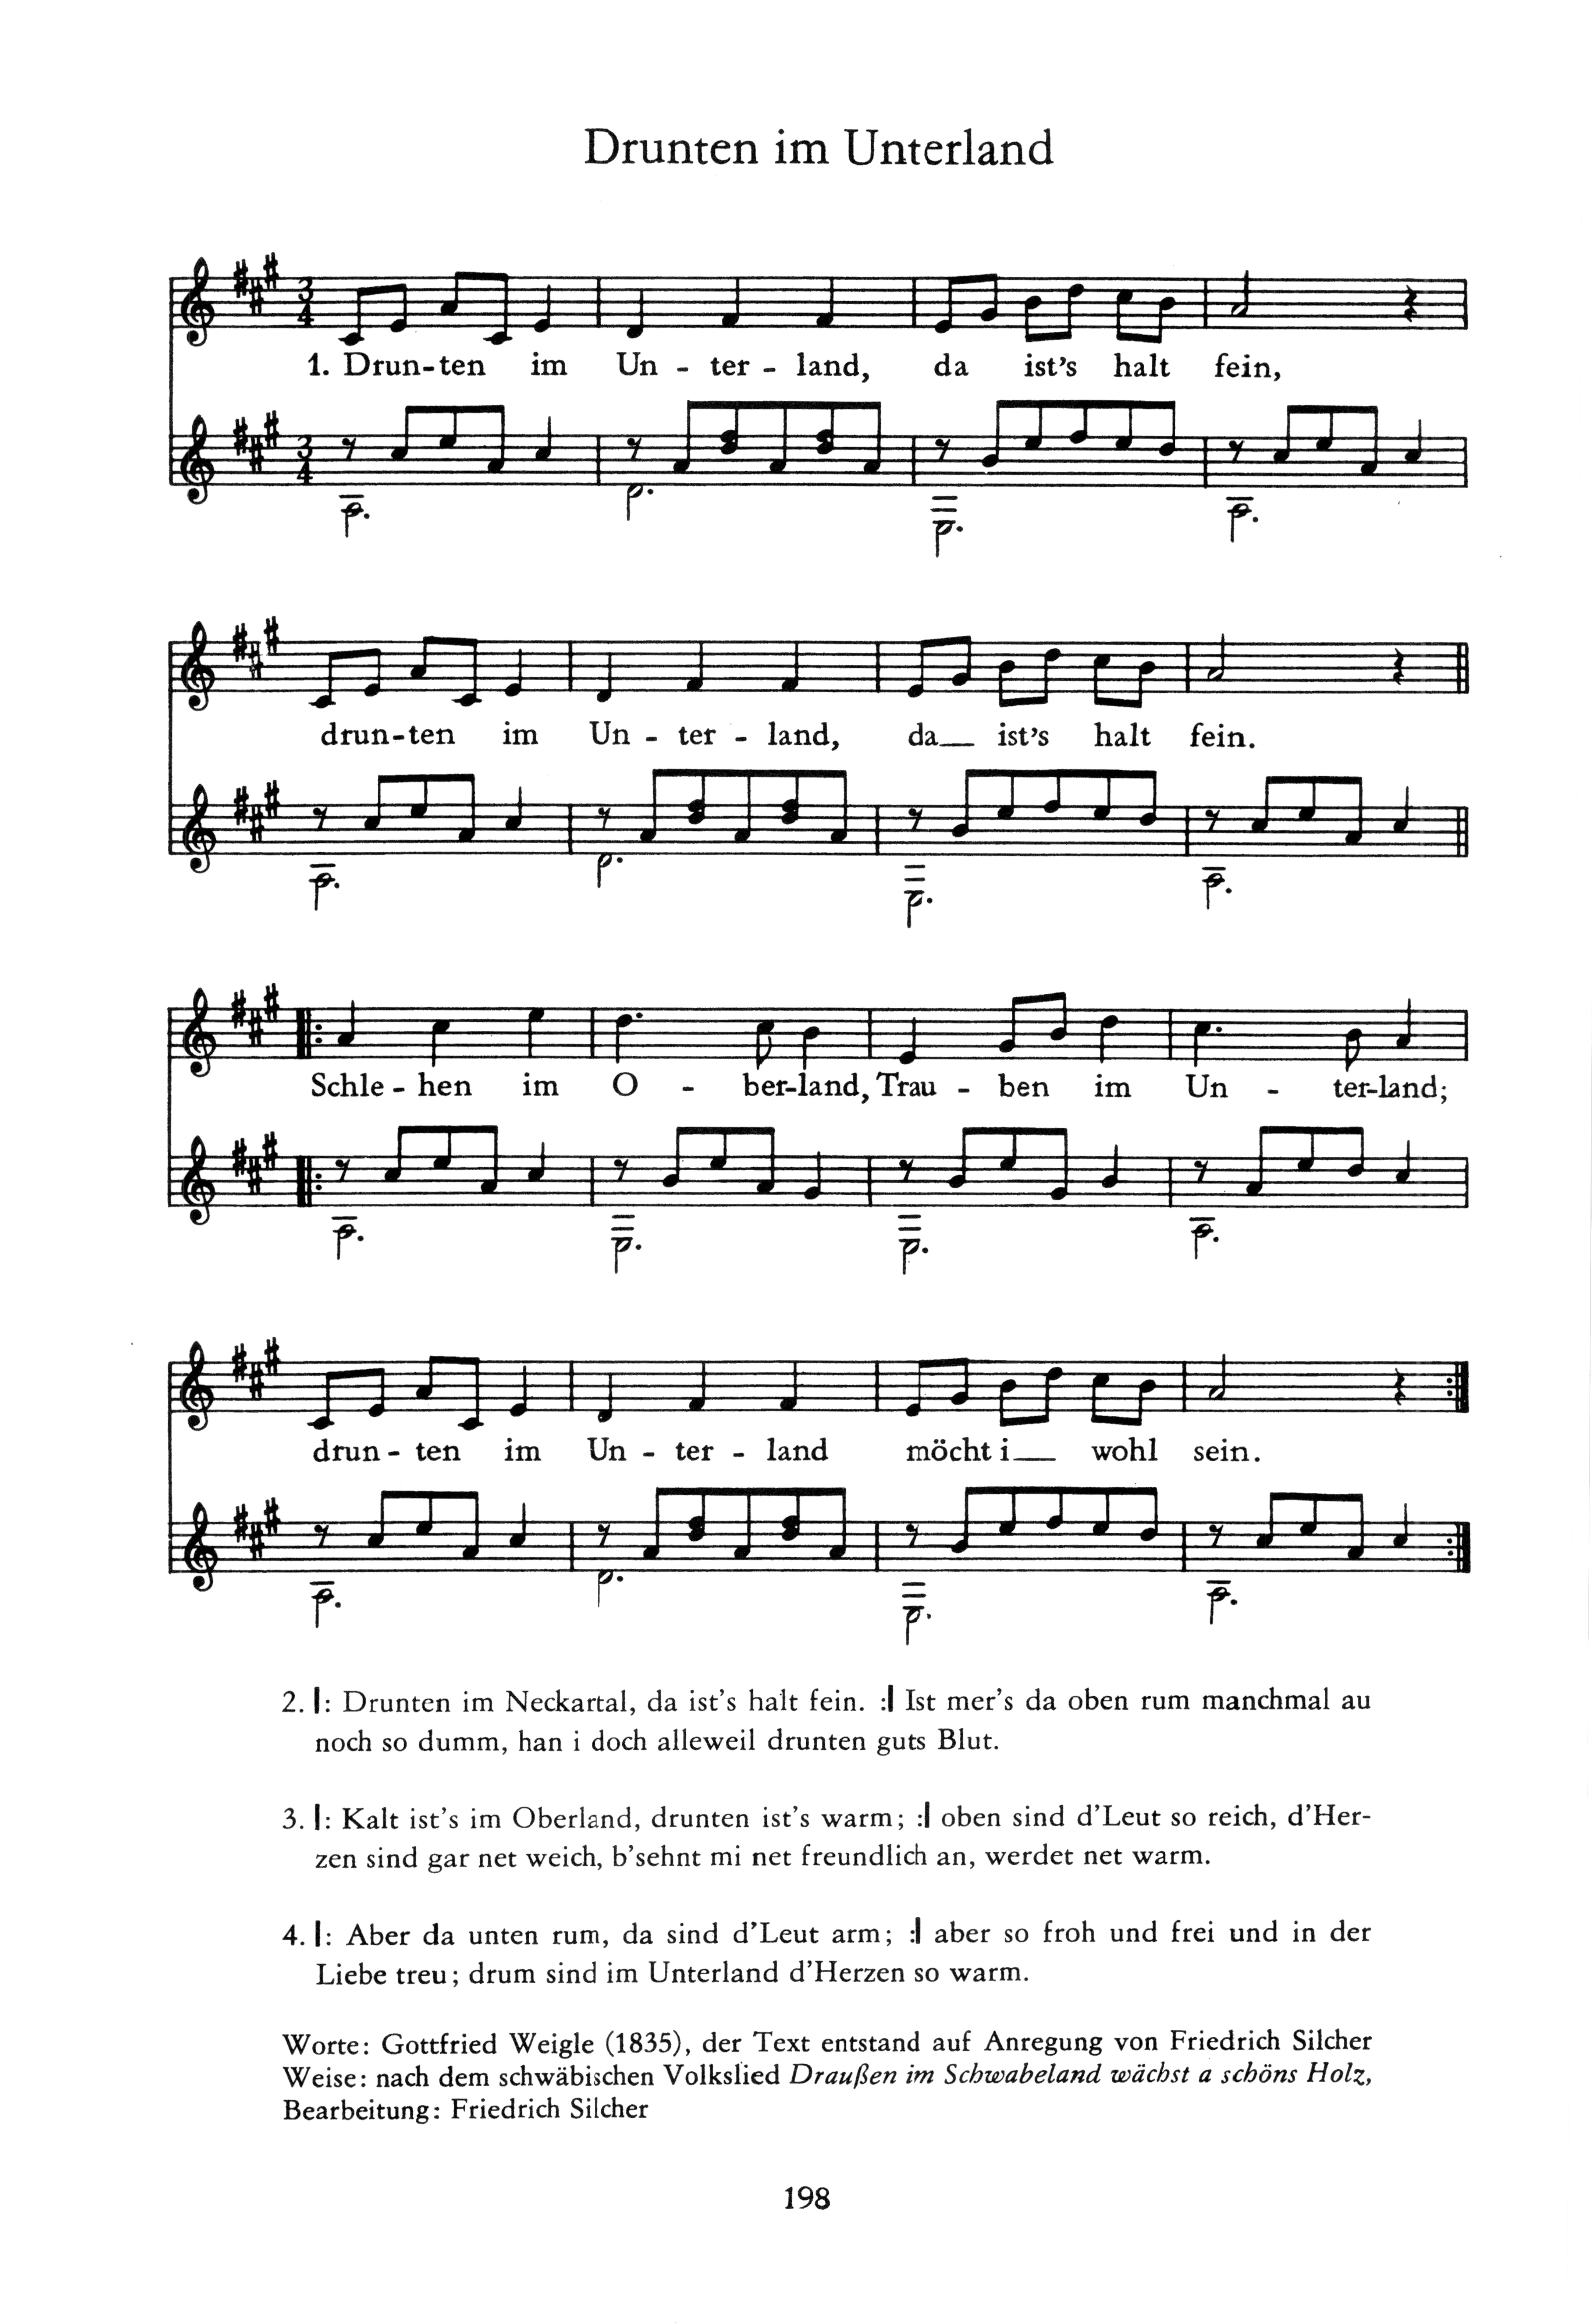 Drunten im Unterland
1. Drun-ten im Un - ter - land, da ist's halt fein,
drun-ten im Un - ter - land, da ist's halt fein.
Schle - hen im O - ber-land, Trau - ben im Un - ter-land;
drun - ten im Un - ter - land möcht i wohl sein.
2. |: Drunten im Neckartal, da ist's halt fein. :| Ist mer's da oben rum manchmal au
noch so dumm, han i doch alleweil drunten guts Blut.
3. |: Kalt ist's im Oberland, drunten ist's warm; :| oben sind d'Leut so reich, d'Her-
zen sind gar net weich, b'sehnt mi net freundlich an, werdet net warm.
4. |: Aber da unten rum, da sind d'Leut arm; :| aber so froh und frei und in der
Liebe treu; drum sind im Unterland d'Herzen so warm.
Worte: Gottfried Weigle (1835), der Text entstand auf Anregung von Friedrich Silcher
Weise: nach dem schwäbischen Volkslied Draußen im Schwabeland wächst a schöns Holz,
Bearbeitung: Friedrich Silcher
198